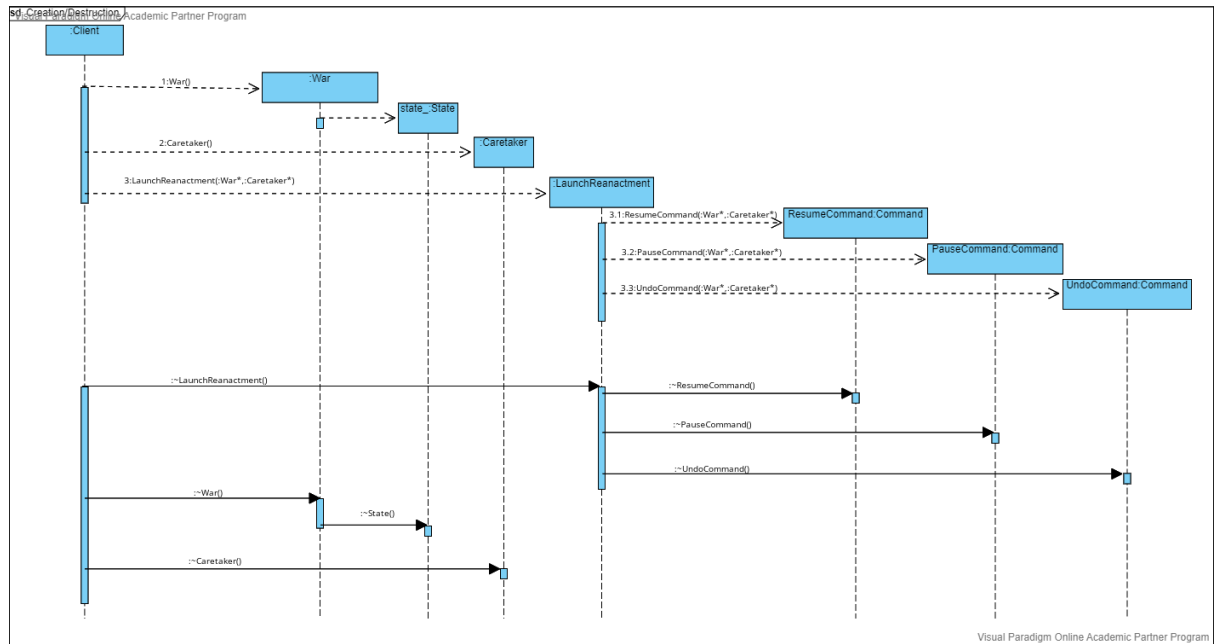 sd Creation/Destruction
Visual Paradigm Online Academic Partner Program
:Client
:War
1:War()
state_:State
2:Caretaker()
:Caretaker
3:LaunchReanactment(:War*,:Caretaker*)
:LaunchReanactment
3.1:ResumeCommand(:War*,:Caretaker*)
ResumeCommand:Command
3.2:PauseCommand(:War*,:Caretaker*)
PauseCommand:Command
3.3:UndoCommand(:War*,:Caretaker*)
UndoCommand:Command
:~LaunchReanactment()
:~ResumeCommand()
:~PauseCommand()
:~UndoCommand()
:~War()
:~State()
:~Caretaker()
Visual Paradigm Online Academic Partner Program